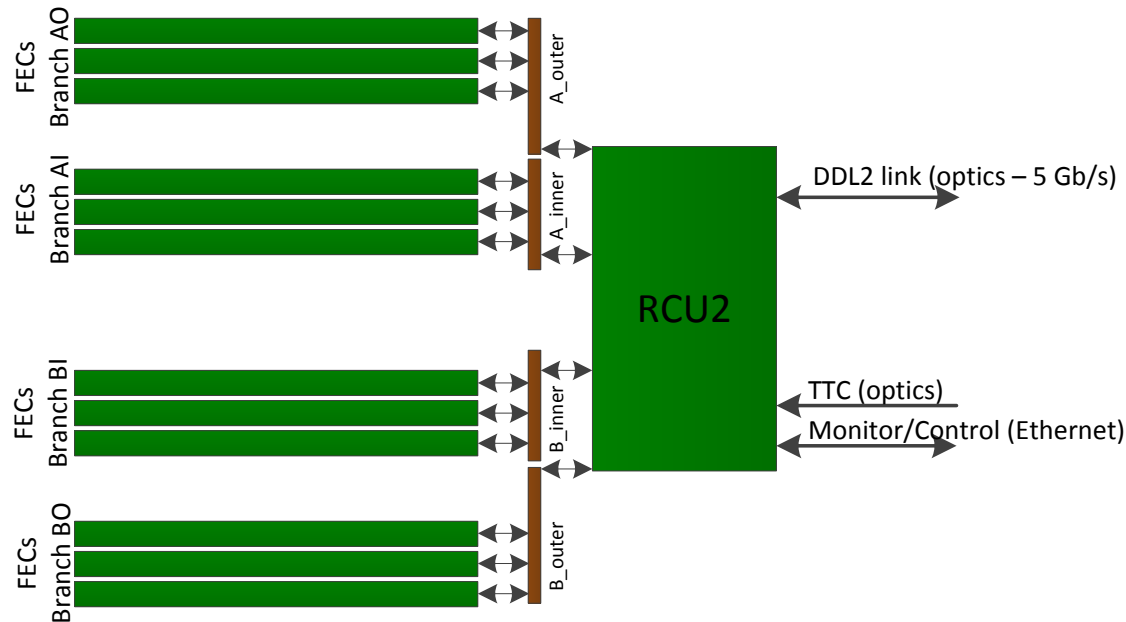 FECs
Branch AO
A_outer
FECs
Branch AI
A_inner
RCU2
DDL2 link (optics – 5 Gb/s)
FECs
Branch BI
B_inner
TTC (optics)
Monitor/Control (Ethernet)
FECs
Branch BO
B_outer